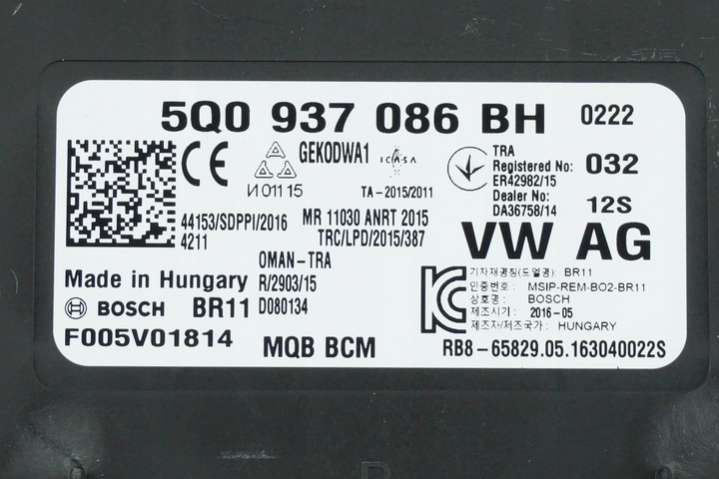 5Q0 937 086 BH 0222
CE
GEKODWA1
ICASA
И 011 15
TA - 2015/2011
TRA
Registered No: 032
ER42982/15
Dealer No:
DA36758/14 12S
44153/SDPPI/2016
4211
MR 11030 ANRT 2015
TRC/LPD/2015/387
VW AG
OMAN-TRA
R/2903/15
D080134
Made in Hungary
BOSCH BR11
F005V01814
MQB BCM
기자재명칭(모델명): BR11
인증번호: MSIP-REM-BO2-BR11
상호명: BOSCH
제조시기: 2016-05
제조자/제조국가: HUNGARY
RB8-65829.05.163040022S